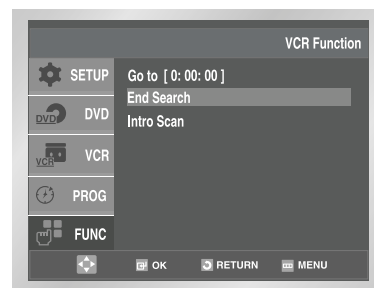 VCR Function
SETUP
DVD
DVD
VCR
VCR
PROG
FUNC
Go to [ 0: 00: 00 ]
End Search
Intro Scan
OK
RETURN
MENU